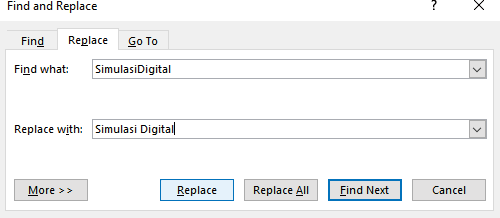 Find and Replace ? X
Find Replace Go To
Find what: SimulasiDigital
Replace with: Simulasi Digital
More >> Replace Replace All Find Next Cancel